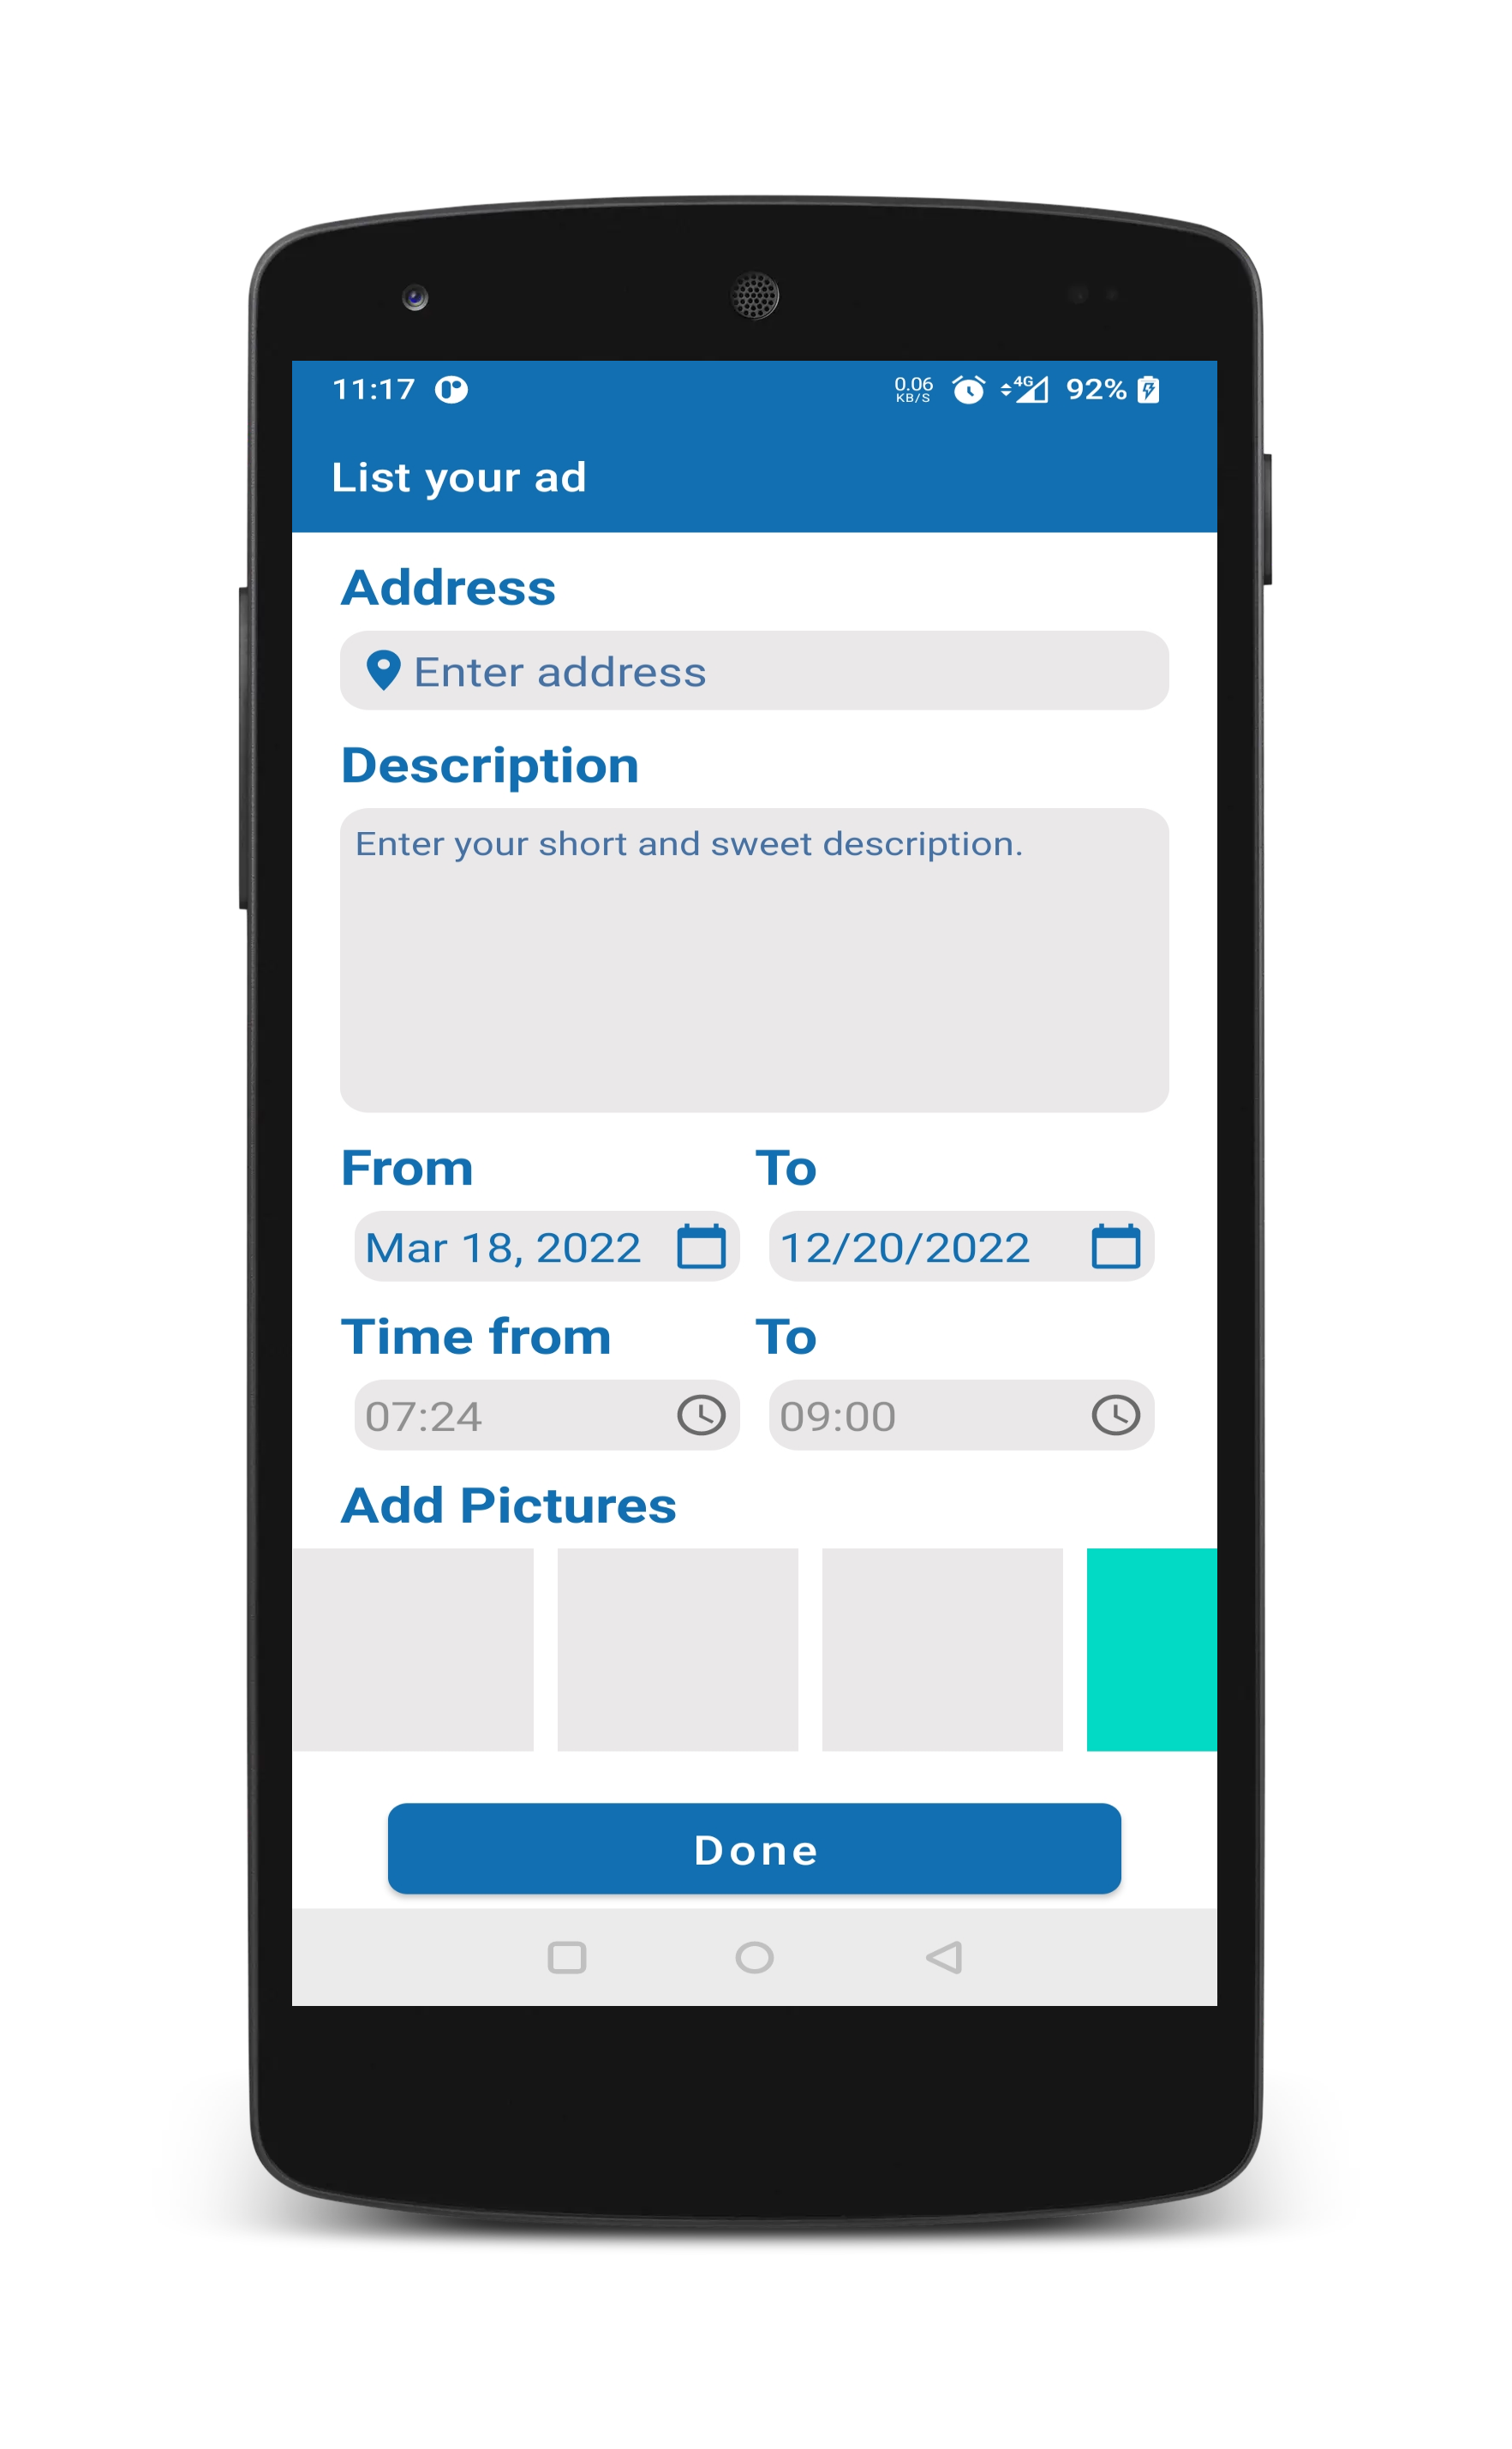 11:17 0.06 KB/S 4G 92%
List your ad
Address
Enter address
Description
Enter your short and sweet description.
From To
Mar 18, 2022 12/20/2022
Time from To
07:24 09:00
Add Pictures
Done